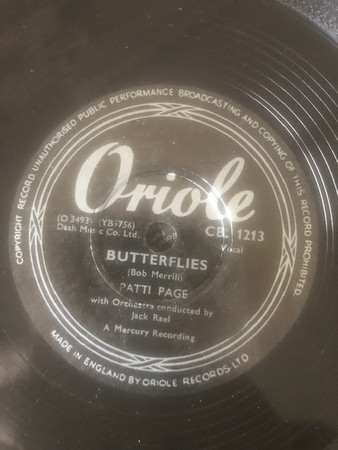 COPYRIGHT RECORD UNAUTHORISED PUBLIC PERFORMANCE BROADCASTING AND COPYING OF THIS RECORD PROHIBITED.
Oriole
(O 3493) (YB9756)
CB. 1213
Dash Music Co. Ltd.
Vocal
BUTTERFLIES
(Bob Merrill)
PATTI PAGE
with Orchestra conducted by
Jack Rael
A Mercury Recording
MADE IN ENGLAND BY ORIOLE RECORDS LTD